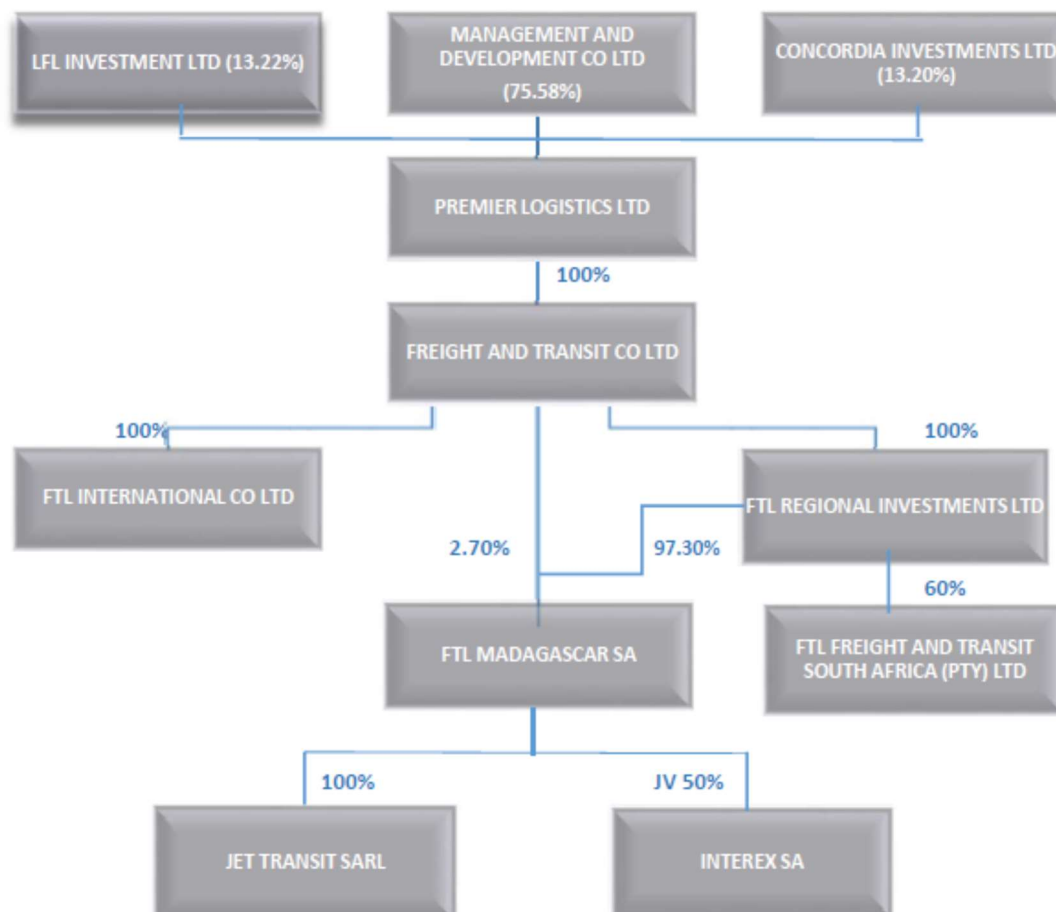 LFL INVESTMENT LTD (13.22%)
MANAGEMENT AND
DEVELOPMENT CO LTD
(75.58%)
CONCORDIA INVESTMENTS LTD
(13.20%)
PREMIER LOGISTICS LTD
100%
FREIGHT AND TRANSIT CO LTD
100%
100%
FTL INTERNATIONAL CO LTD
FTL REGIONAL INVESTMENTS LTD
2.70%
97.30%
60%
FTL MADAGASCAR SA
FTL FREIGHT AND TRANSIT
SOUTH AFRICA (PTY) LTD
100%
JV 50%
JET TRANSIT SARL
INTEREX SA